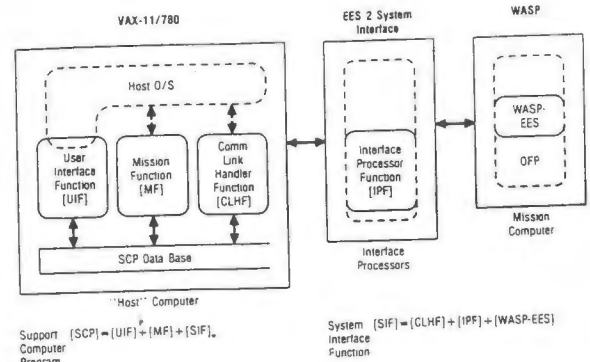 VAX-11/780
EES 2 System
Interface
WASP
Host O/S
User
Interface
Function
[UIF]
Mission
Function
[MF]
Comm
Link
Handler
Function
[CLHF]
SCP Data Base
"Host" Computer
Interface
Processor
Function
[IPF]
Interface
Processors
WASP-
EES
OFP
Mission
Computer
Support [SCP]=[UIF]+[MF]+[SIF].
Computer
Program
System [SIF]=[CLHF]+[IPF]+[WASP-EES]
Interface
Function